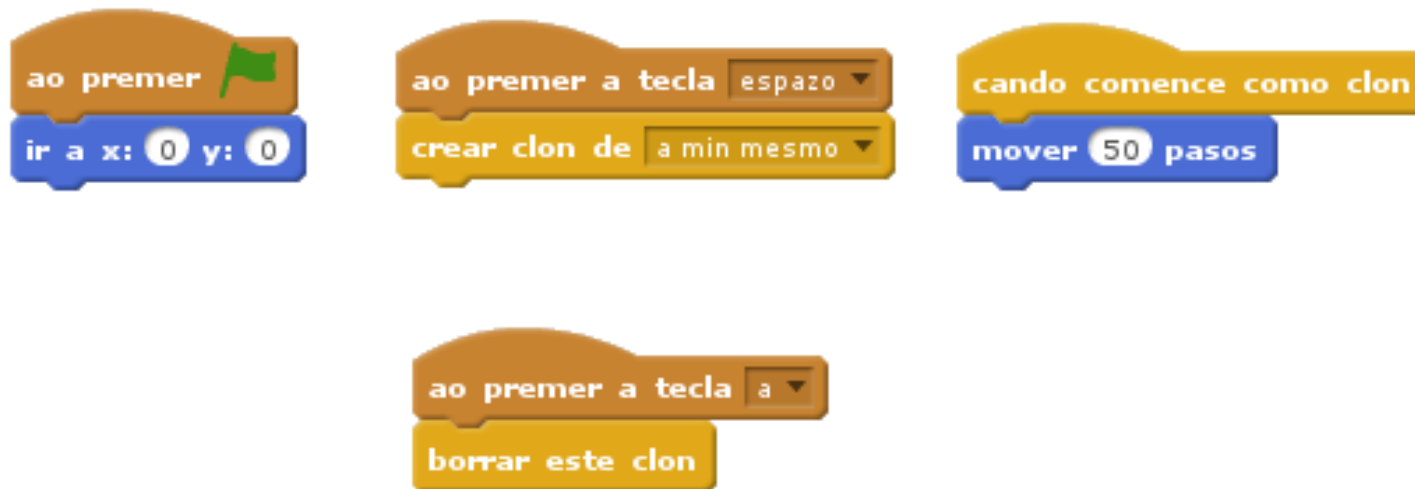 ao premer
ir a x: 0 y: 0
ao premer a tecla espazo
crear clon de a min mesmo
cando comence como clon
mover 50 pasos
ao premer a tecla a
borrar este clon